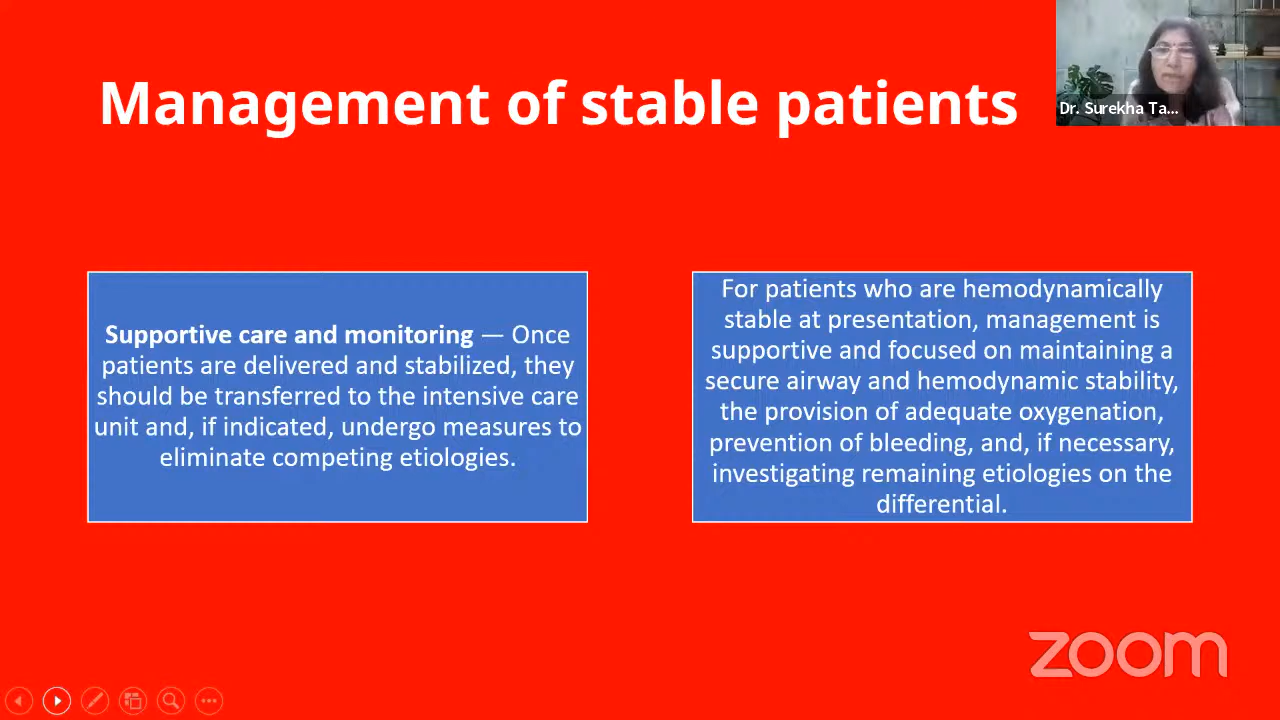 Management of stable patients
Dr. Surekha Ta...
Supportive care and monitoring — Once
patients are delivered and stabilized, they
should be transferred to the intensive care
unit and, if indicated, undergo measures to
eliminate competing etiologies.
For patients who are hemodynamically
stable at presentation, management is
supportive and focused on maintaining a
secure airway and hemodynamic stability,
the provision of adequate oxygenation,
prevention of bleeding, and, if necessary,
investigating remaining etiologies on the
differential.
zoom